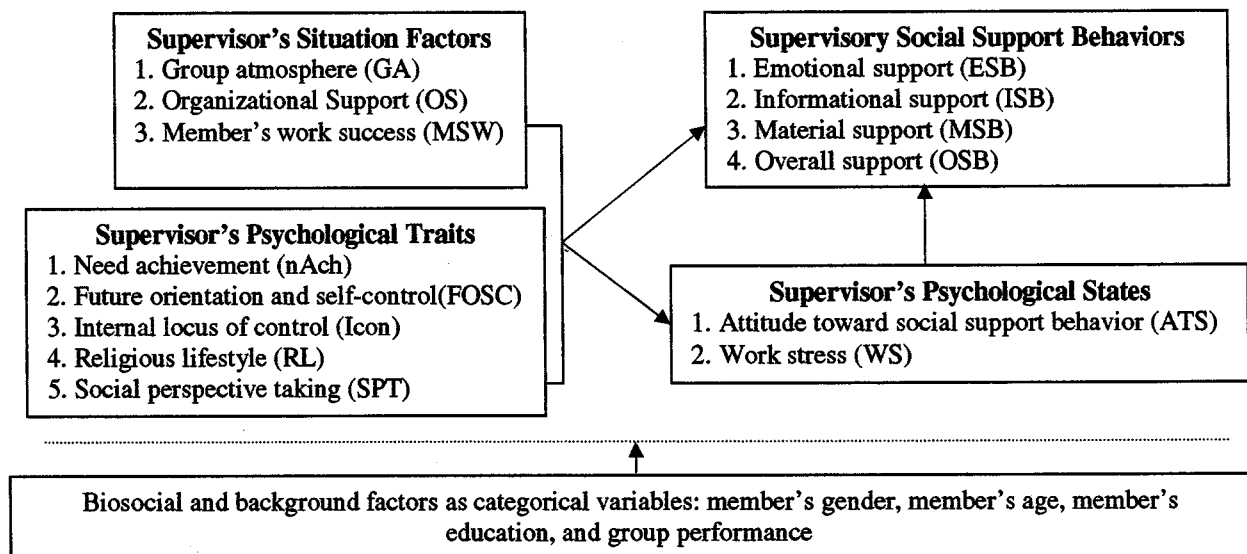 Supervisor's Situation Factors
1. Group atmosphere (GA)
2. Organizational Support (OS)
3. Member's work success (MSW)
Supervisor's Psychological Traits
1. Need achievement (nAch)
2. Future orientation and self-control(FOSC)
3. Internal locus of control (Icon)
4. Religious lifestyle (RL)
5. Social perspective taking (SPT)
Supervisory Social Support Behaviors
1. Emotional support (ESB)
2. Informational support (ISB)
3. Material support (MSB)
4. Overall support (OSB)
Supervisor's Psychological States
1. Attitude toward social support behavior (ATS)
2. Work stress (WS)
Biosocial and background factors as categorical variables: member's gender, member's age, member's
education, and group performance